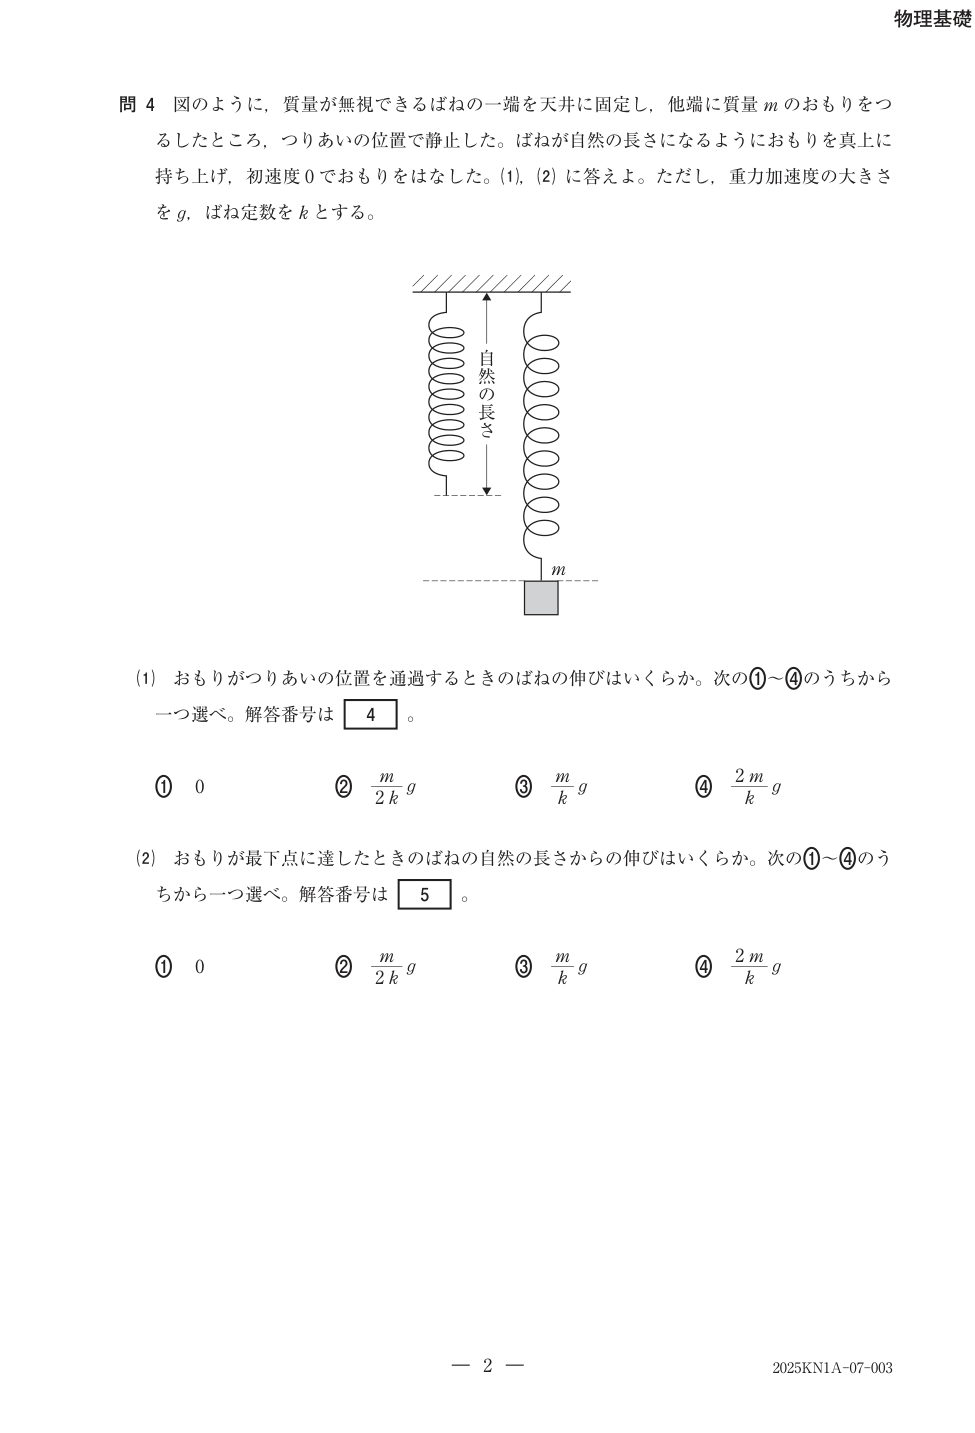 物理基礎
問 4 図のように，質量が無視できるばねの一端を天井に固定し，他端に質量 m のおもりをつ
るしたところ，つりあいの位置で静止した。ばねが自然の長さになるようにおもりを真上に
持ち上げ，初速度 0 でおもりをはなした。(1)，(2) に答えよ。ただし，重力加速度の大きさ
を g，ばね定数を k とする。
自然の長さ
m
(1) おもりがつりあいの位置を通過するときのばねの伸びはいくらか。次の①～④のうちから
一つ選べ。解答番号は 4 。
① 0 ② m/2k g ③ m/k g ④ 2m/k g
(2) おもりが最下点に達したときのばねの自然の長さからの伸びはいくらか。次の①～④のう
ちから一つ選べ。解答番号は 5 。
① 0 ② m/2k g ③ m/k g ④ 2m/k g
— 2 —
2025KN1A-07-003